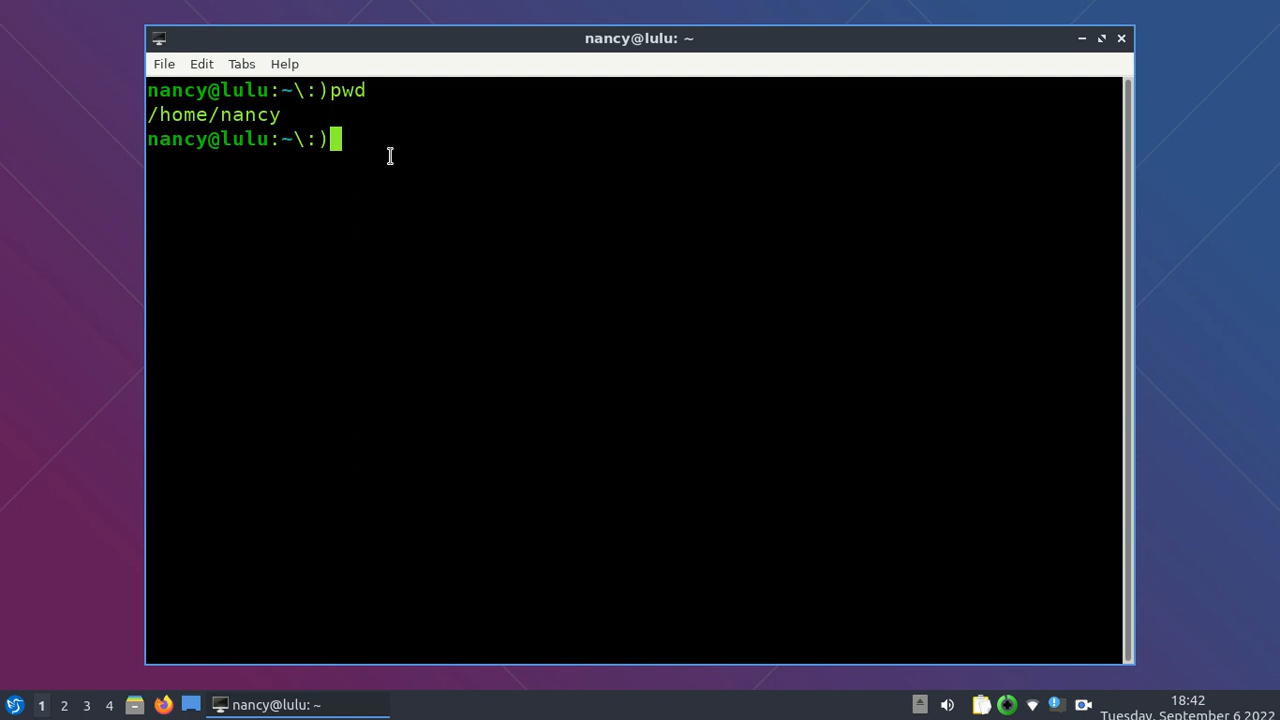 nancy@lulu: ~
File Edit Tabs Help
nancy@lulu:~\:)pwd
/home/nancy
nancy@lulu:~\:)
1 2 3 4 nancy@lulu: ~
18:42
Tuesday, September 6 2022